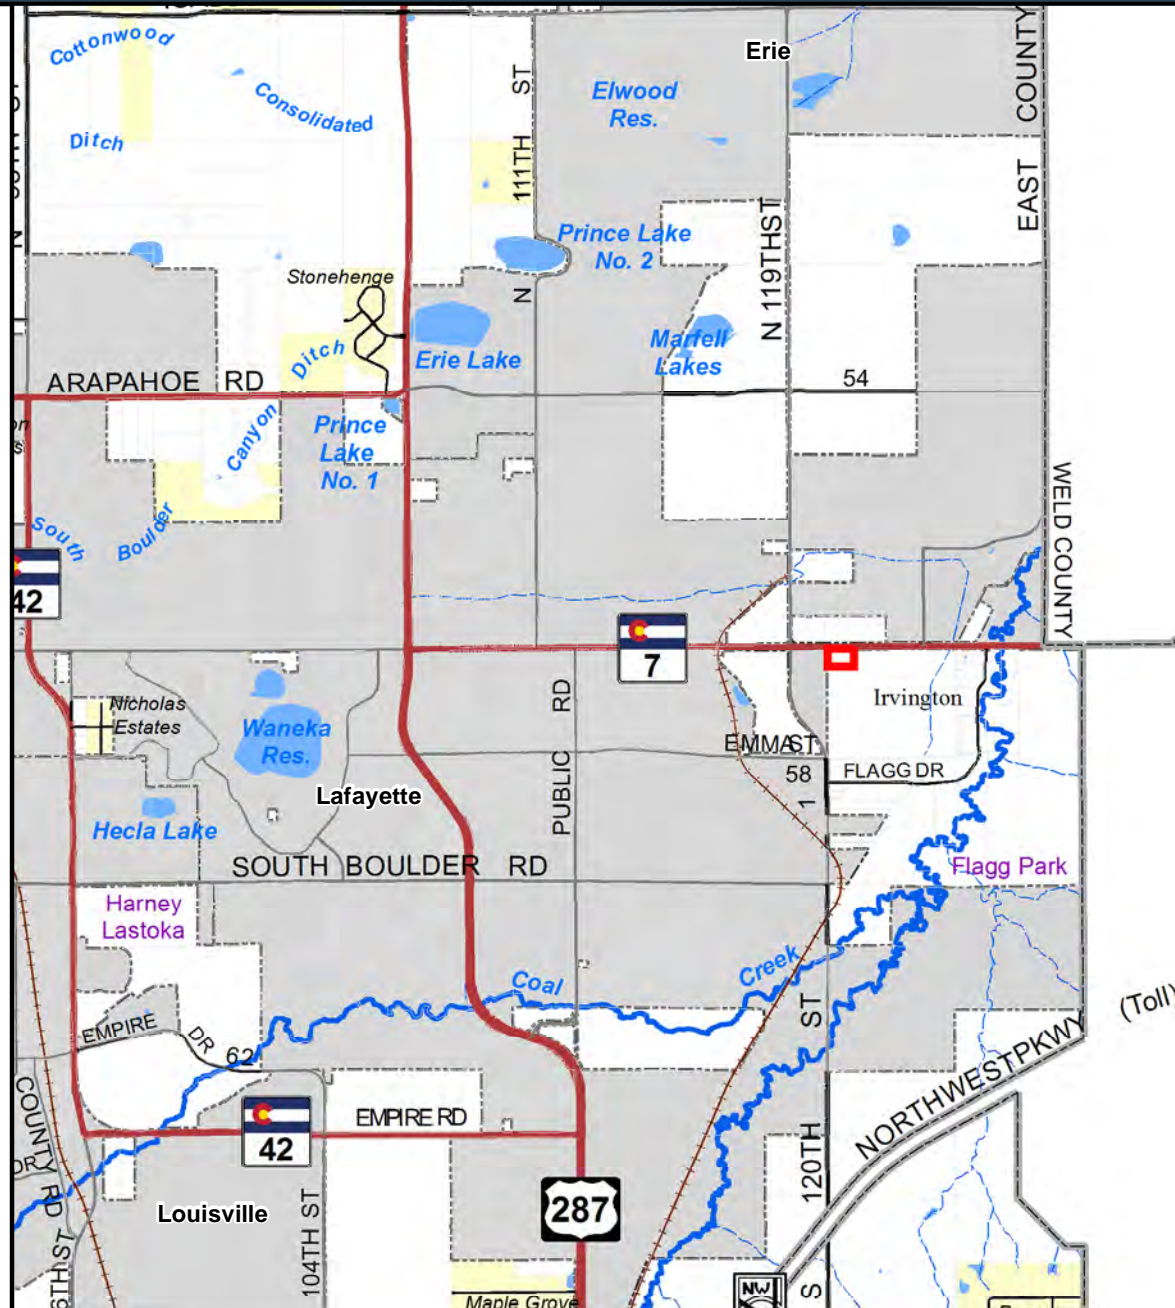 Cottonwood
Erie
COUNTY
ST
Elwood
Res.
Consolidated
Ditch
111TH
EAST
N 119TH ST
Prince Lake
No. 2
Stonehenge
N
N
Marfell
Lakes
Ditch
Erie Lake
ARAPAHOE RD
54
Canyon
Prince
Lake
No. 1
South
Boulder
WELD COUNTY
42
7
Nicholas
Estates
Waneka
Res.
PUBLIC RD
Irvington
EMMA ST
58
FLAGG DR
1
Lafayette
Hecla Lake
SOUTH BOULDER RD
Flagg Park
Harney
Lastoka
Coal
Creek
(Toll)
ST
EMPIRE DR
62
NORTHWEST PKWY
COUNTY RD
42
EMPIRE RD
DR
120TH
Louisville
104TH ST
287
NW
S
Maple Grove